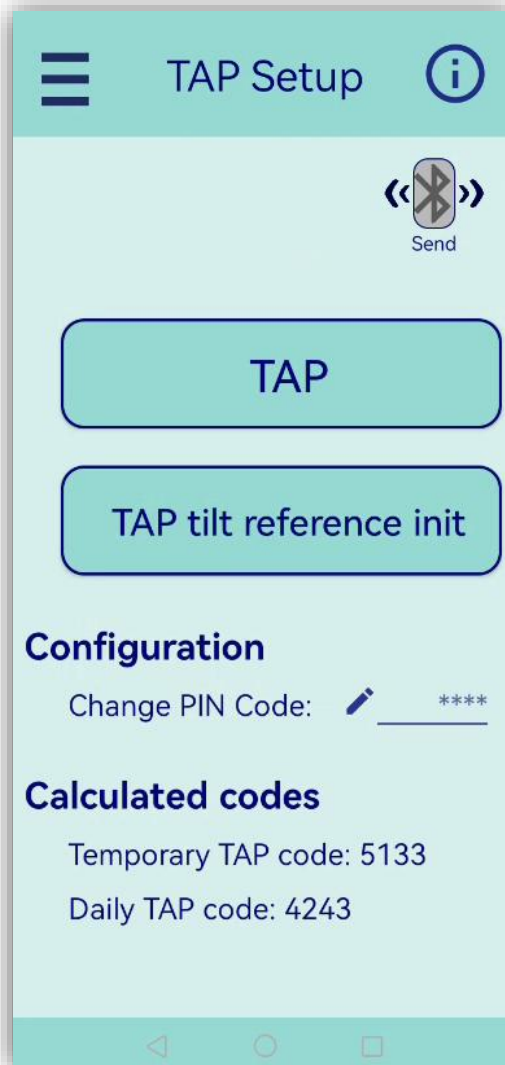 TAP Setup
Send
TAP
TAP tilt reference init
Configuration
Change PIN Code: ****
Calculated codes
Temporary TAP code: 5133
Daily TAP code: 4243